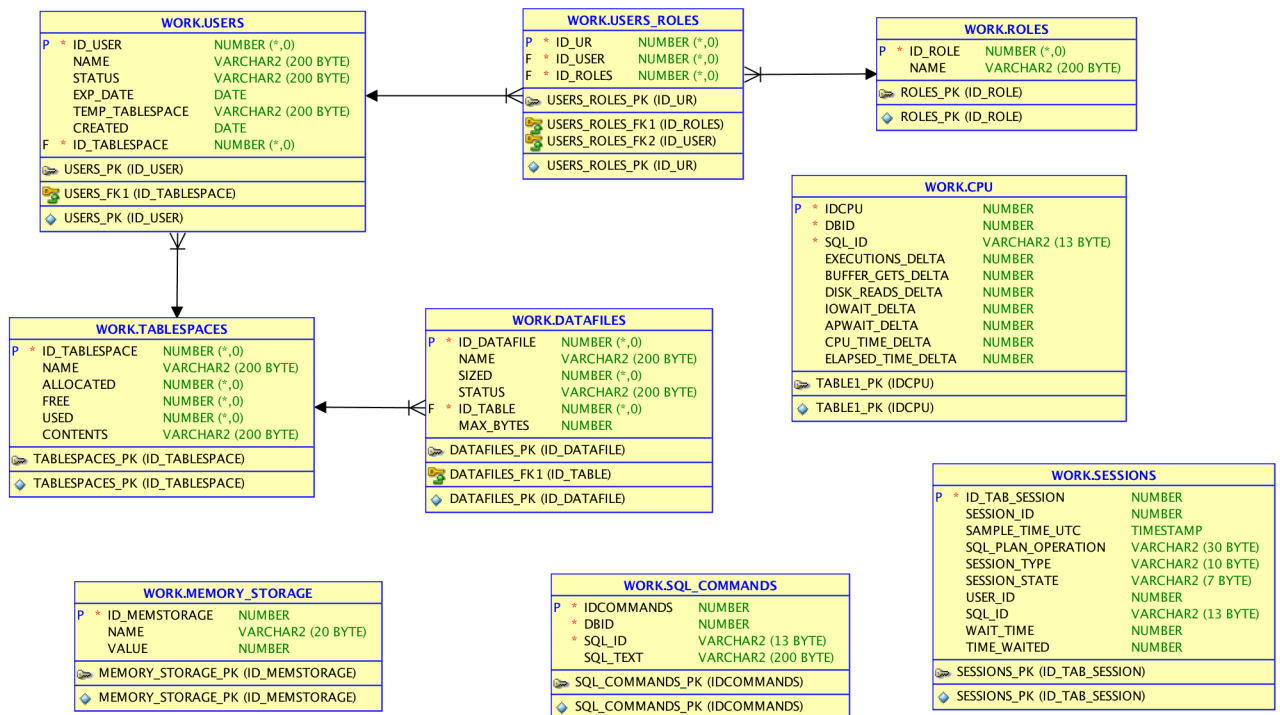 WORK.USERS
P * ID_USER NUMBER (*,0)
NAME VARCHAR2 (200 BYTE)
STATUS VARCHAR2 (200 BYTE)
EXP_DATE DATE
TEMP_TABLESPACE VARCHAR2 (200 BYTE)
CREATED DATE
F * ID_TABLESPACE NUMBER (*,0)
USERS_PK (ID_USER)
USERS_FK1 (ID_TABLESPACE)
USERS_PK (ID_USER)
WORK.USERS_ROLES
P * ID_UR NUMBER (*,0)
F * ID_USER NUMBER (*,0)
F * ID_ROLES NUMBER (*,0)
USERS_ROLES_PK (ID_UR)
USERS_ROLES_FK1 (ID_ROLES)
USERS_ROLES_FK2 (ID_USER)
USERS_ROLES_PK (ID_UR)
WORK.ROLES
P * ID_ROLE NUMBER (*,0)
NAME VARCHAR2 (200 BYTE)
ROLES_PK (ID_ROLE)
ROLES_PK (ID_ROLE)
WORK.CPU
P * IDCPU NUMBER
* DBID NUMBER
* SQL_ID VARCHAR2 (13 BYTE)
EXECUTIONS_DELTA NUMBER
BUFFER_GETS_DELTA NUMBER
DISK_READS_DELTA NUMBER
IOWAIT_DELTA NUMBER
APWAIT_DELTA NUMBER
CPU_TIME_DELTA NUMBER
ELAPSED_TIME_DELTA NUMBER
TABLE1_PK (IDCPU)
TABLE1_PK (IDCPU)
WORK.TABLESPACES
P * ID_TABLESPACE NUMBER (*,0)
NAME VARCHAR2 (200 BYTE)
ALLOCATED NUMBER (*,0)
FREE NUMBER (*,0)
USED NUMBER (*,0)
CONTENTS VARCHAR2 (200 BYTE)
TABLESPACES_PK (ID_TABLESPACE)
TABLESPACES_PK (ID_TABLESPACE)
WORK.DATAFILES
P * ID_DATAFILE NUMBER (*,0)
NAME VARCHAR2 (200 BYTE)
SIZED NUMBER (*,0)
STATUS VARCHAR2 (200 BYTE)
F * ID_TABLE NUMBER (*,0)
MAX_BYTES NUMBER
DATAFILES_PK (ID_DATAFILE)
DATAFILES_FK1 (ID_TABLE)
DATAFILES_PK (ID_DATAFILE)
WORK.SESSIONS
P * ID_TAB_SESSION NUMBER
SESSION_ID NUMBER
SAMPLE_TIME_UTC TIMESTAMP
SQL_PLAN_OPERATION VARCHAR2 (30 BYTE)
SESSION_TYPE VARCHAR2 (10 BYTE)
SESSION_STATE VARCHAR2 (7 BYTE)
USER_ID NUMBER
SQL_ID VARCHAR2 (13 BYTE)
WAIT_TIME NUMBER
TIME_WAITED NUMBER
SESSIONS_PK (ID_TAB_SESSION)
SESSIONS_PK (ID_TAB_SESSION)
WORK.MEMORY_STORAGE
P * ID_MEMSTORAGE NUMBER
NAME VARCHAR2 (20 BYTE)
VALUE NUMBER
MEMORY_STORAGE_PK (ID_MEMSTORAGE)
MEMORY_STORAGE_PK (ID_MEMSTORAGE)
WORK.SQL_COMMANDS
P * IDCOMMANDS NUMBER
* DBID NUMBER
* SQL_ID VARCHAR2 (13 BYTE)
SQL_TEXT VARCHAR2 (200 BYTE)
SQL_COMMANDS_PK (IDCOMMANDS)
SQL_COMMANDS_PK (IDCOMMANDS)